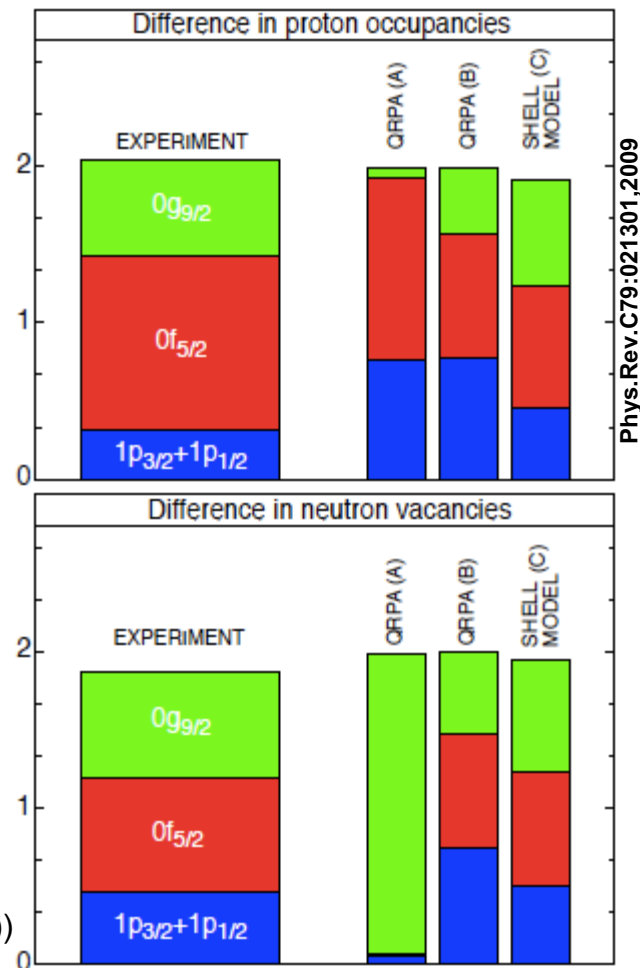 Difference in proton occupancies
EXPERIMENT
QRPA (A)
QRPA (B)
SHELL (C)
MODEL
2
1
0
0g9/2
0f5/2
1p3/2+1p1/2
Phys.Rev.C79:021301,2009
Difference in neutron vacancies
EXPERIMENT
QRPA (A)
QRPA (B)
SHELL (C)
MODEL
2
1
0
0g9/2
0f5/2
1p3/2+1p1/2
)